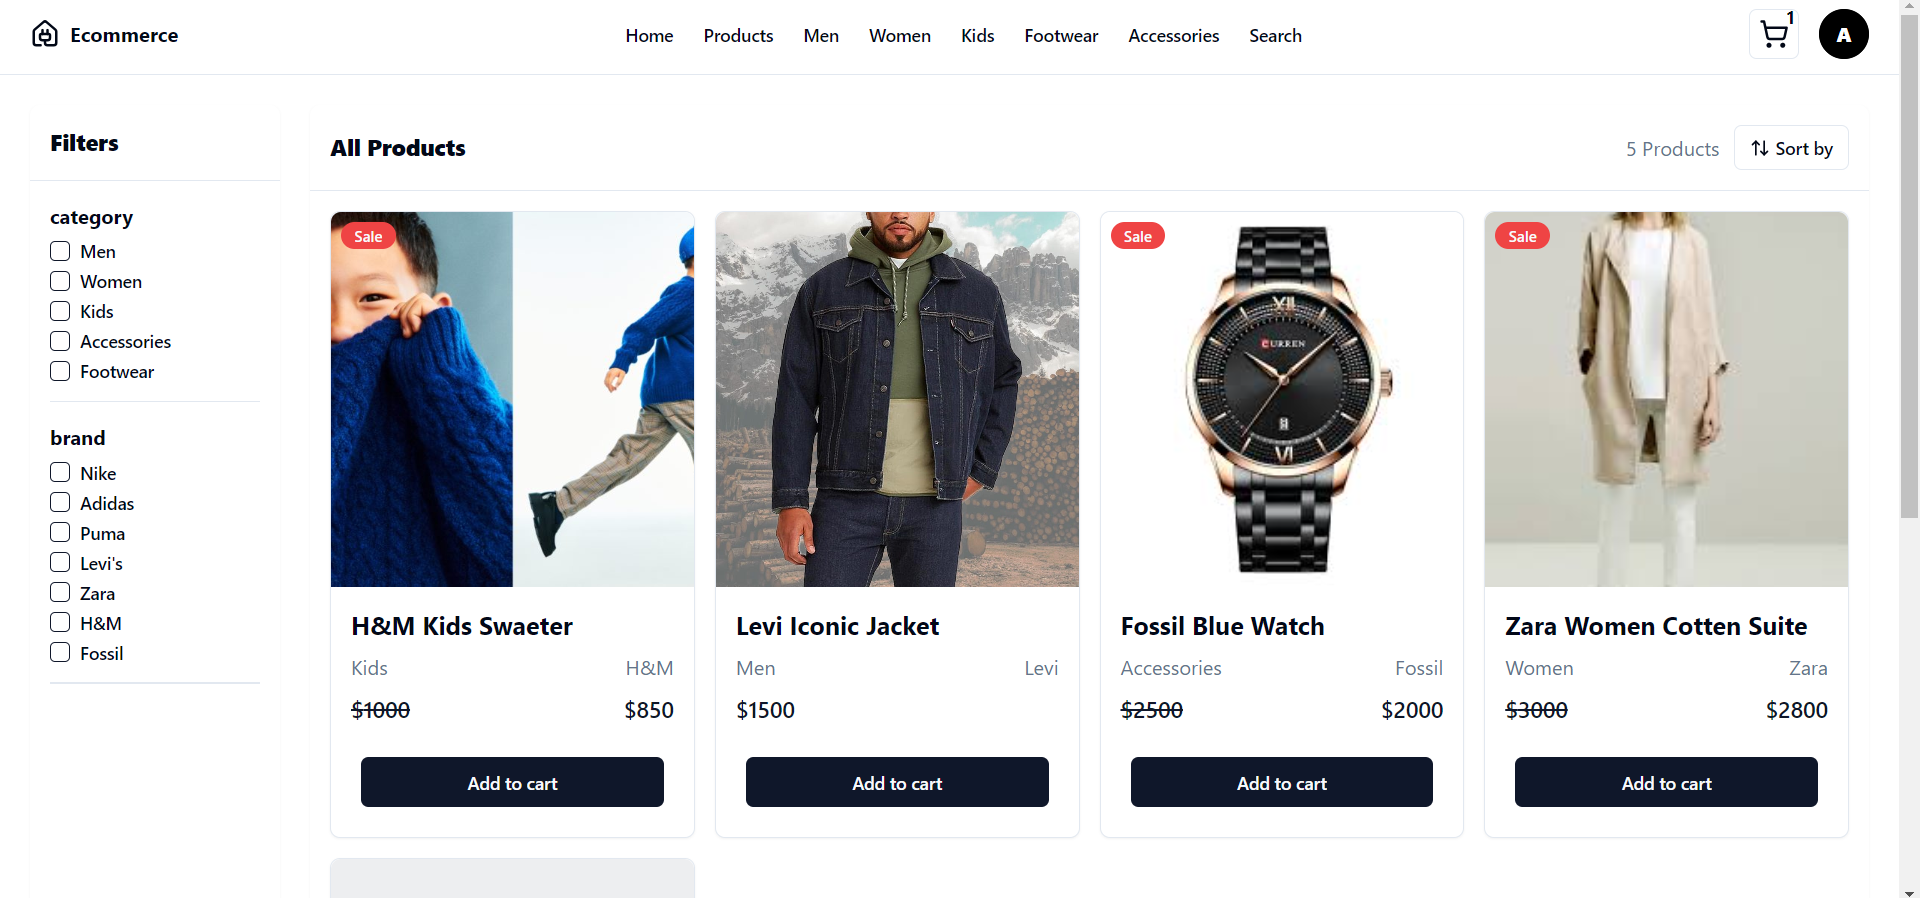 Ecommerce
Home Products Men Women Kids Footwear Accessories Search
1
A
Filters
category
Men
Women
Kids
Accessories
Footwear
brand
Nike
Adidas
Puma
Levi's
Zara
H&M
Fossil
All Products
5 Products
Sort by
Sale
H&M Kids Swaeter
Kids H&M
$1000 $850
Add to cart
Levi Iconic Jacket
Men Levi
$1500
Add to cart
Sale
XII
CURREN
VI
Fossil Blue Watch
Accessories Fossil
$2500 $2000
Add to cart
Sale
Zara Women Cotten Suite
Women Zara
$3000 $2800
Add to cart